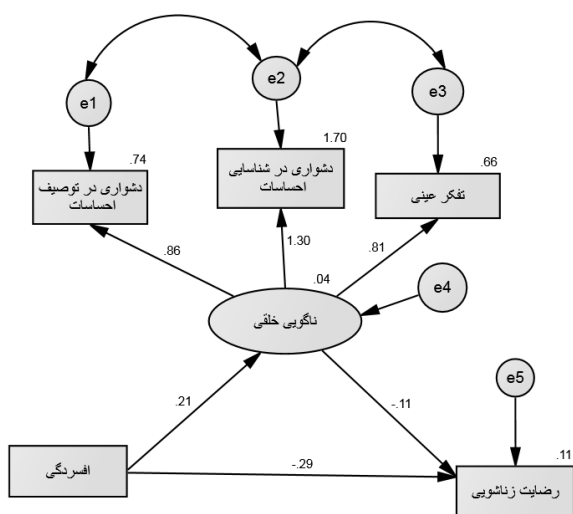 e2
e1
e3
.74
دشواری در توصیف
احساسات
1.70
دشواری در شناسایی
احساسات
.66
تفکر عینی
.86
1.30
.81
.04
ناگویی خلقی
e4
.21
-.11
e5
افسردگی
-.29
.11
رضایت زناشویی